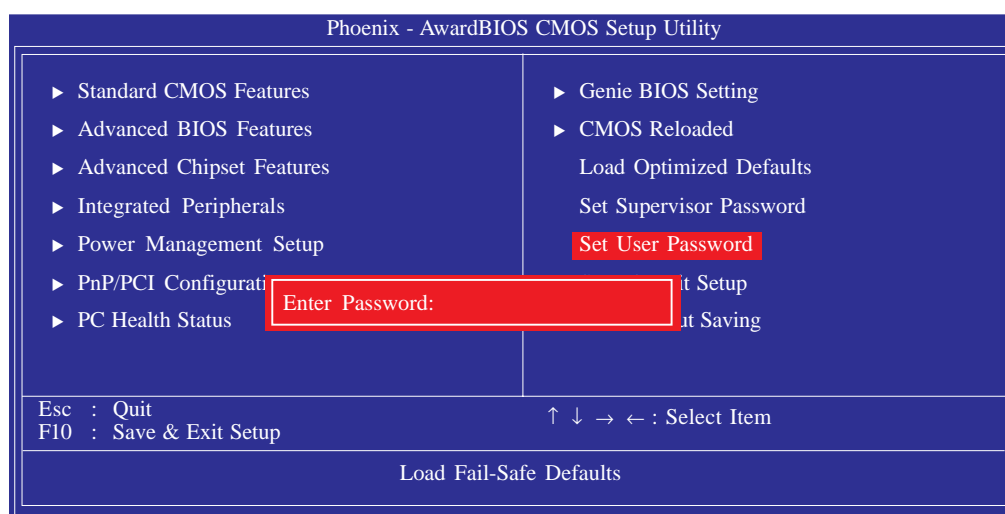 Phoenix - AwardBIOS CMOS Setup Utility
► Standard CMOS Features
► Advanced BIOS Features
► Advanced Chipset Features
► Integrated Peripherals
► Power Management Setup
► PnP/PCI Configurati
► PC Health Status
► Genie BIOS Setting
► CMOS Reloaded
Load Optimized Defaults
Set Supervisor Password
Set User Password
it Setup
ut Saving
Enter Password:
Esc : Quit
F10 : Save & Exit Setup
↑ ↓ → ← : Select Item
Load Fail-Safe Defaults